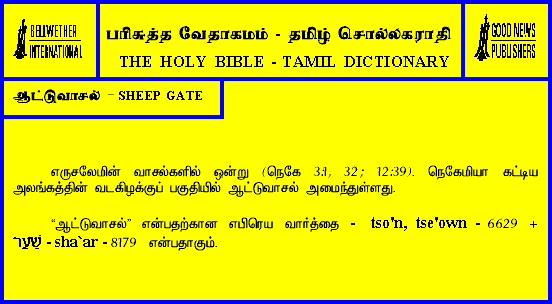 BELLWETHER
INTERNATIONAL
பரிசுத்த வேதாகமம் - தமிழ் சொல்லகராதி
THE HOLY BIBLE - TAMIL DICTIONARY
GOOD NEWS
PUBLISHERS
ஆட்டுவாசல் - SHEEP GATE
எருசலேமின் வாசல்களில் ஒன்று (நெகே 3:1, 32; 12:39). நெகேமியா கட்டிய
அலங்கத்தின் வடகிழக்குப் பகுதியில் ஆட்டுவாசல் அமைந்துள்ளது.
“ஆட்டுவாசல்” என்பதற்கான எபிரெய வார்த்தை - tso'n, tse'own - 6629 +
שַׁעַר - sha`ar - 8179 என்பதாகும்.